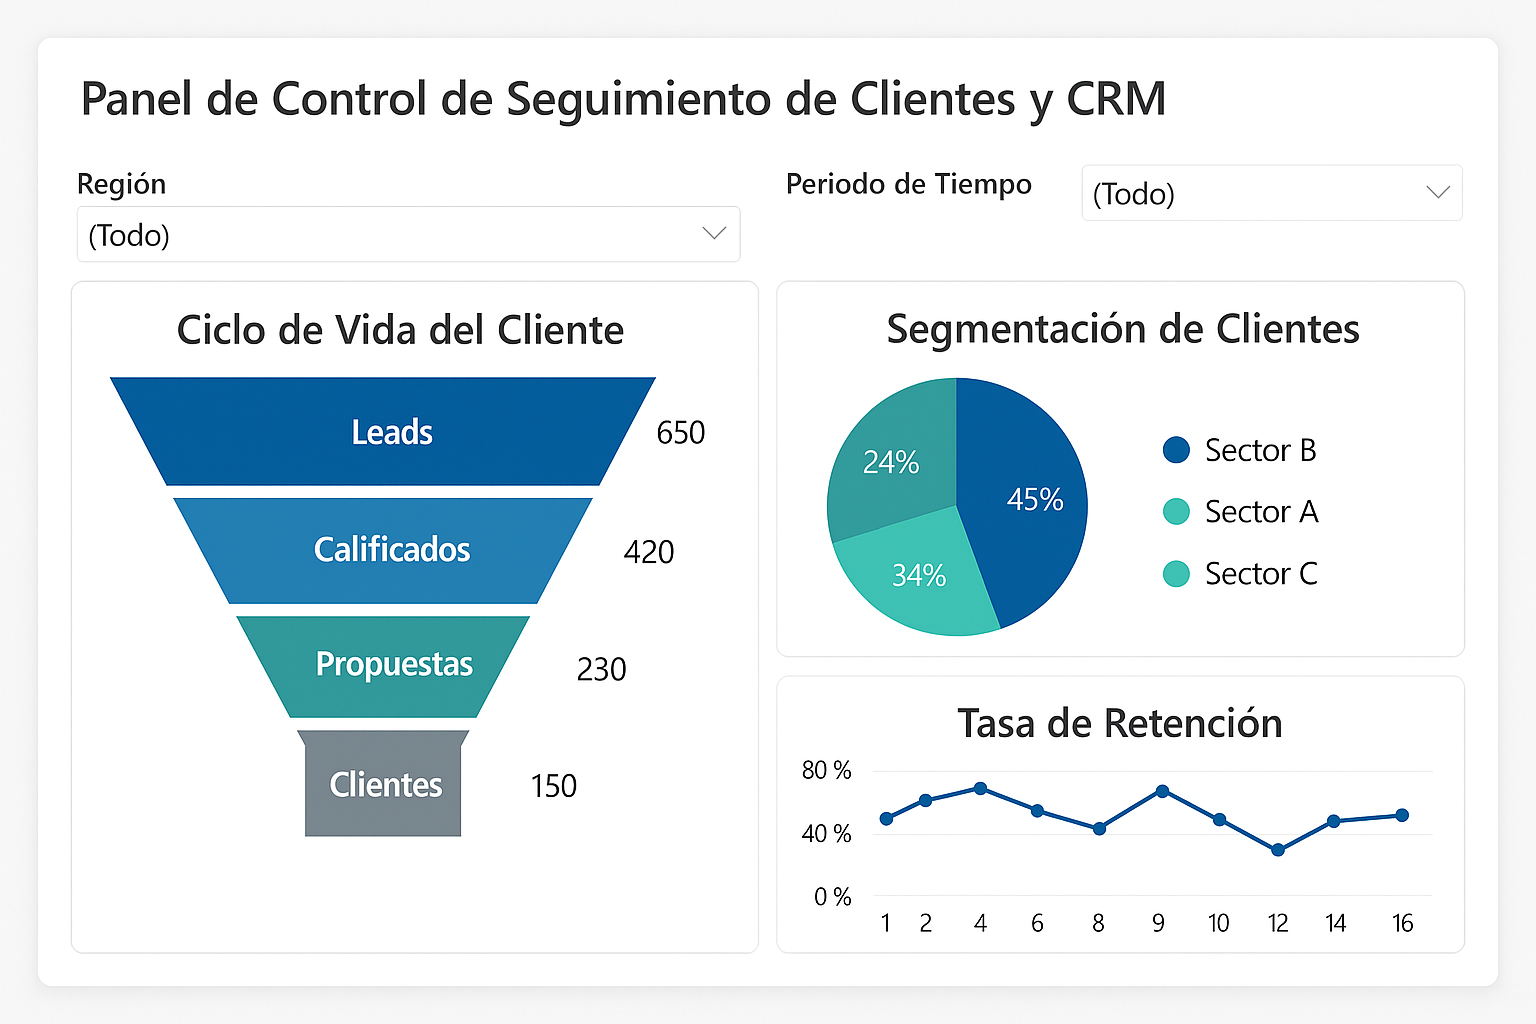 Panel de Control de Seguimiento de Clientes y CRM
Región
(Todo)
Periodo de Tiempo
(Todo)
Ciclo de Vida del Cliente
Leads
650
Calificados
420
Propuestas
230
Clientes
150
Segmentación de Clientes
24%
45%
34%
Sector B
Sector A
Sector C
Tasa de Retención
80 %
40 %
0 %
1 2 4 6 8 9 10 12 14 16